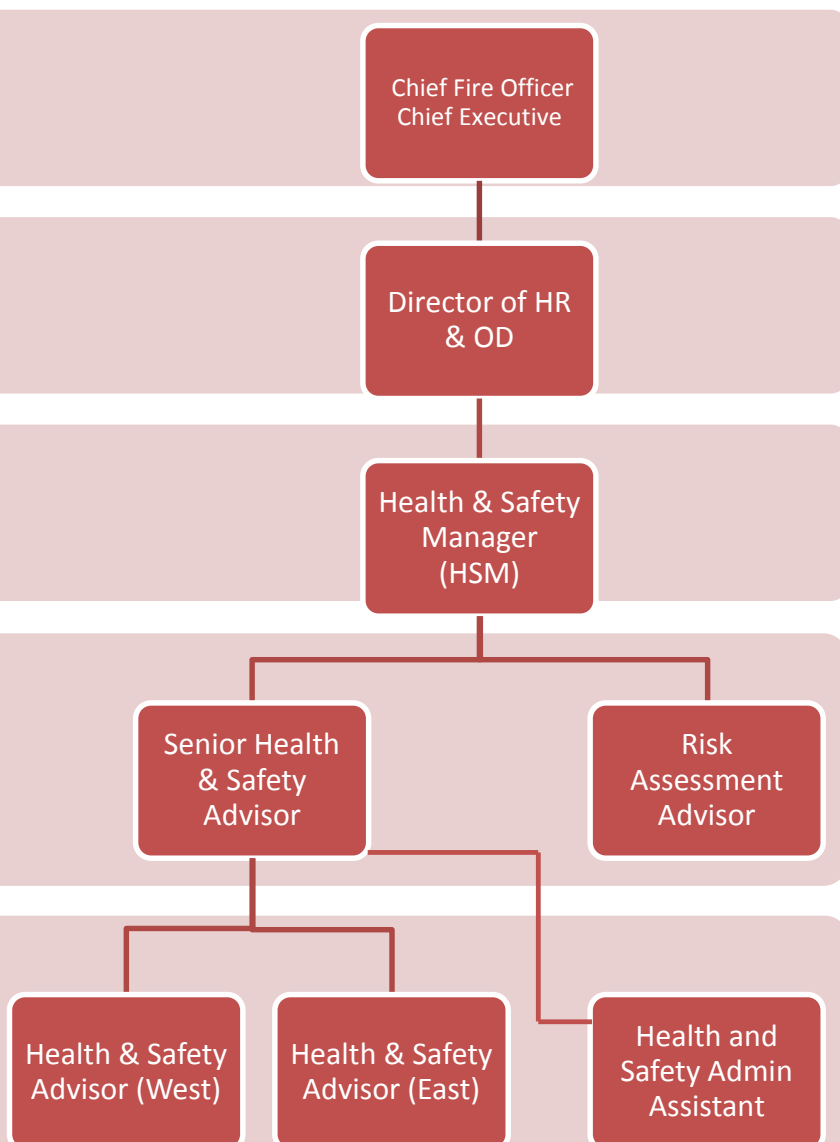 Chief Fire Officer
Chief Executive
Director of HR
& OD
Health & Safety
Manager
(HSM)
Senior Health
& Safety
Advisor
Risk
Assessment
Advisor
Health & Safety
Advisor (West)
Health & Safety
Advisor (East)
Health and
Safety Admin
Assistant